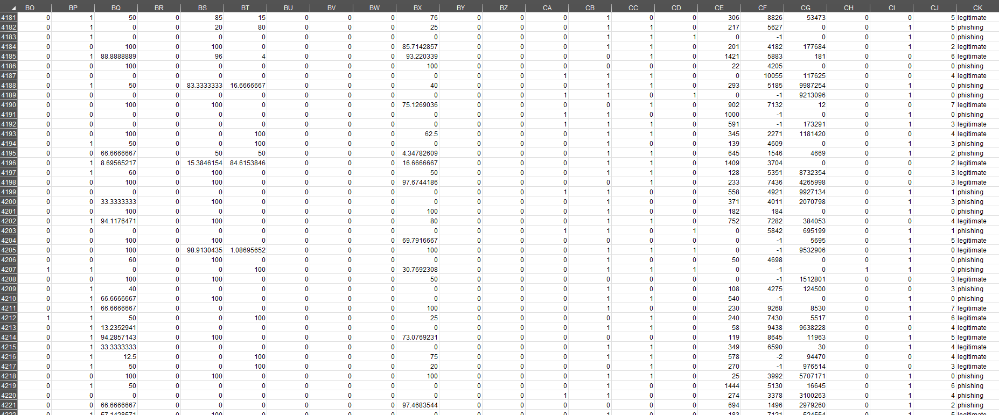 BO BP BQ BR BS BT BU BV BW BX BY BZ CA CB CC CD CE CF CG CH CI CJ CK
4181 0 1 50 0 85 15 0 0 0 76 0 0 0 1 0 0 306 8826 53473 0 0 5 legitimate
4182 0 1 0 0 20 80 0 0 0 25 0 0 0 1 1 0 217 5627 0 0 1 5 phishing
4183 0 1 0 0 0 0 0 0 0 0 0 0 0 1 1 1 0 -1 0 0 1 0 phishing
4184 0 0 100 0 100 0 0 0 0 85.7142857 0 0 0 1 1 0 201 4182 177684 0 1 2 legitimate
4185 0 1 88.8888889 0 96 4 0 0 0 93.220339 0 0 0 0 1 0 1421 5883 181 0 0 6 legitimate
4186 0 0 100 0 0 0 0 0 0 100 0 0 0 0 0 0 22 4205 0 0 0 0 phishing
4187 0 0 0 0 0 0 0 0 0 0 0 0 1 1 1 0 0 10055 117625 0 0 4 legitimate
4188 0 1 50 0 83.3333333 16.6666667 0 0 0 40 0 0 0 1 1 0 293 5185 9987254 0 1 0 phishing
4189 0 0 0 0 0 0 0 0 0 0 0 0 1 1 0 1 0 -1 9213096 0 1 0 phishing
4190 0 0 100 0 100 0 0 0 0 75.1269036 0 0 0 0 1 0 902 7132 12 0 0 7 legitimate
4191 0 0 0 0 0 0 0 0 0 0 0 0 1 1 0 0 1000 -1 0 0 1 0 phishing
4192 0 0 0 0 0 0 0 0 0 0 0 0 1 1 1 0 591 -1 173291 0 1 3 legitimate
4193 0 0 100 0 0 100 0 0 0 62.5 0 0 0 1 1 0 345 2271 1181420 0 0 4 legitimate
4194 0 1 50 0 0 100 0 0 0 0 0 0 0 1 0 0 139 4609 0 0 1 3 phishing
4195 0 0 66.6666667 0 50 50 0 0 0 4.34782609 0 0 0 1 1 0 645 1546 4669 0 1 2 phishing
4196 0 1 8.69565217 0 15.3846154 84.6153846 0 0 0 16.6666667 0 0 0 1 1 0 1409 3704 0 0 0 2 legitimate
4197 0 1 60 0 100 0 0 0 0 50 0 0 0 1 1 0 128 5351 8732354 0 0 3 legitimate
4198 0 0 100 0 100 0 0 0 0 97.6744186 0 0 0 0 1 0 233 7436 4265998 0 0 3 legitimate
4199 0 0 0 0 0 0 0 0 0 0 0 0 1 1 0 0 558 4921 9927134 0 1 1 phishing
4200 0 0 33.3333333 0 100 0 0 0 0 0 0 0 0 1 0 0 371 4011 2070798 0 1 3 phishing
4201 0 0 100 0 0 0 0 0 0 100 0 0 0 1 0 0 182 184 0 0 1 0 phishing
4202 0 1 94.1176471 0 100 0 0 0 0 80 0 0 0 1 1 0 752 7282 384053 0 0 4 legitimate
4203 0 0 0 0 0 0 0 0 0 0 0 0 1 1 0 1 0 5842 695199 0 1 1 phishing
4204 0 0 100 0 100 0 0 0 0 69.7916667 0 0 0 0 0 0 0 -1 5695 0 1 5 legitimate
4205 0 0 100 0 98.9130435 1.08695652 0 0 0 100 0 0 0 1 1 1 0 -1 9532906 0 1 0 legitimate
4206 0 0 60 0 100 0 0 0 0 0 0 0 0 1 0 0 50 4698 0 0 1 0 phishing
4207 1 1 0 0 0 100 0 0 0 30.7692308 0 0 0 1 1 1 0 -1 0 1 1 0 phishing
4208 0 0 100 0 100 0 0 0 0 50 0 0 0 0 0 0 0 -1 1512801 0 0 3 legitimate
4209 0 1 40 0 0 0 0 0 0 0 0 0 0 1 0 0 108 4275 124500 0 0 3 phishing
4210 0 1 66.6666667 0 100 0 0 0 0 0 0 0 0 1 1 0 540 -1 0 0 1 0 phishing
4211 0 1 66.6666667 0 0 0 0 0 0 100 0 0 0 1 0 0 230 9268 8530 0 1 7 legitimate
4212 1 1 50 0 0 100 0 0 0 25 0 0 0 0 1 0 240 7430 5517 0 1 6 legitimate
4213 0 1 13.2352941 0 0 0 0 0 0 0 0 0 0 1 1 0 58 9438 9638228 0 0 4 legitimate
4214 0 1 94.2857143 0 100 0 0 0 0 73.0769231 0 0 0 0 0 0 119 8645 11963 0 1 5 legitimate
4215 0 1 33.3333333 0 0 0 0 0 0 0 0 0 0 1 1 0 349 6590 30 0 1 4 legitimate
4216 0 1 12.5 0 0 100 0 0 0 75 0 0 0 1 1 0 578 -2 94470 0 0 4 legitimate
4217 0 1 50 0 0 100 0 0 0 20 0 0 0 0 1 0 270 -1 976514 0 0 3 legitimate
4218 0 0 100 0 100 0 0 0 0 100 0 0 0 1 1 0 25 3992 5707171 0 1 0 phishing
4219 0 1 50 0 0 0 0 0 0 0 0 0 0 1 0 0 1444 5130 16645 0 1 6 phishing
4220 0 0 0 0 0 0 0 0 0 0 0 0 1 1 0 0 274 3378 3100263 0 1 4 phishing
4221 0 0 66.6666667 0 0 0 0 0 0 97.4683544 0 0 0 0 0 0 694 1496 2979260 0 1 2 phishing